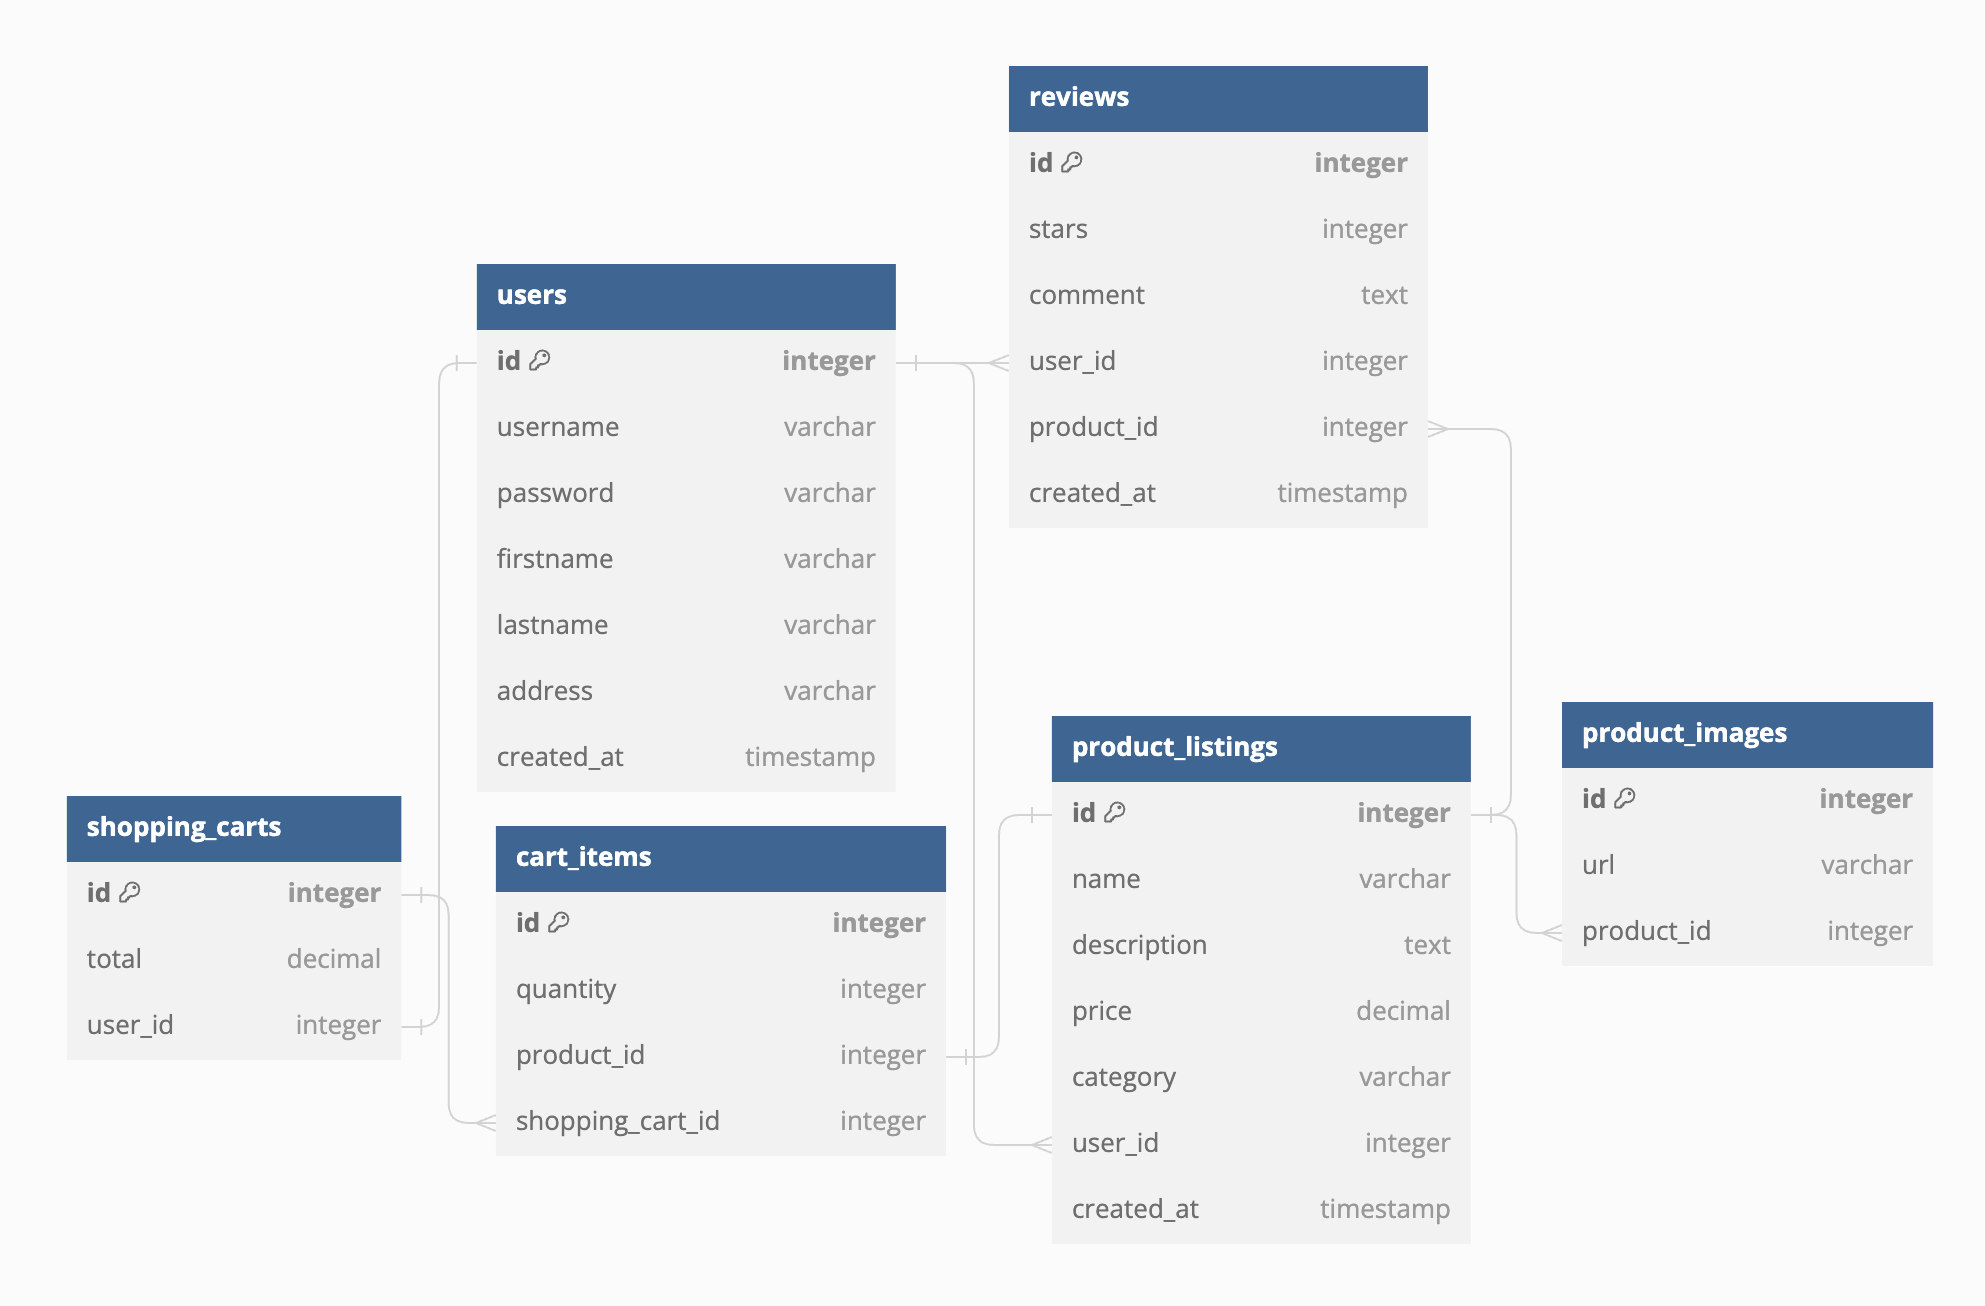 reviews
id integer
stars integer
comment text
user_id integer
product_id integer
created_at timestamp
users
id integer
username varchar
password varchar
firstname varchar
lastname varchar
address varchar
created_at timestamp
shopping_carts
id integer
total decimal
user_id integer
cart_items
id integer
quantity integer
product_id integer
shopping_cart_id integer
product_listings
id integer
name varchar
description text
price decimal
category varchar
user_id integer
created_at timestamp
product_images
id integer
url varchar
product_id integer